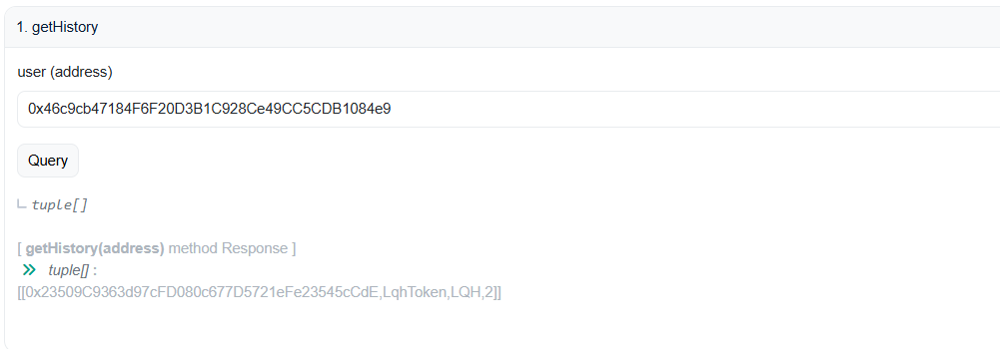 1. getHistory
user (address)
0x46c9cb47184F6F20D3B1C928Ce49CC5CDB1084e9
Query
tuple[]
[ getHistory(address) method Response ]
tuple[] :
[[0x23509C9363d97cFD080c677D5721eFe23545cCdE,LqhToken,LQH,2]]